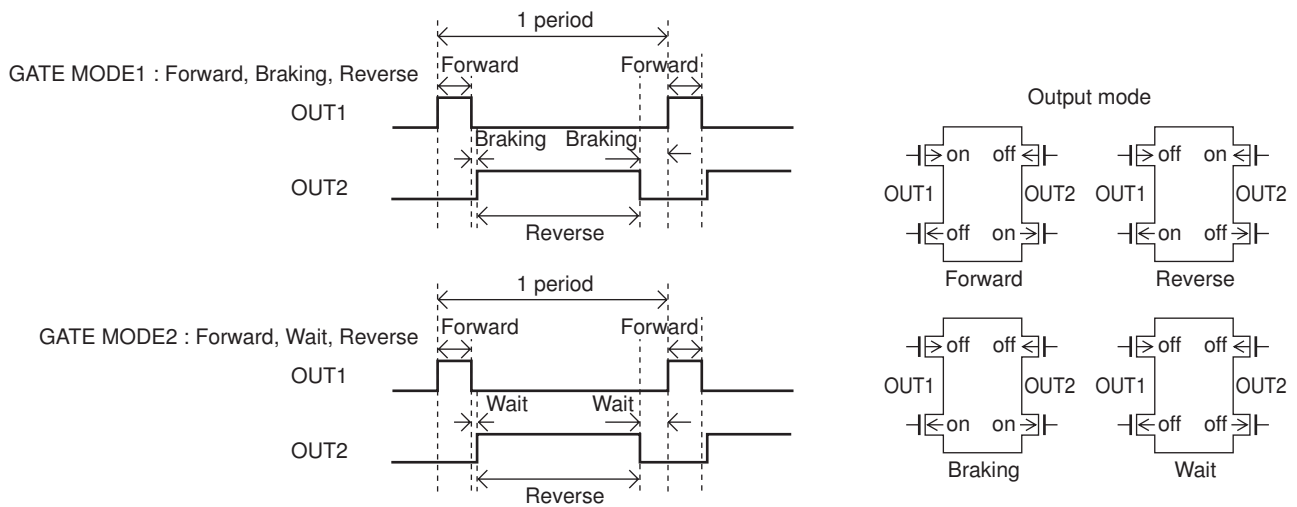 1 period
GATE MODE1 : Forward, Braking, Reverse
Forward Forward
OUT1
Braking Braking
OUT2
Reverse
1 period
GATE MODE2 : Forward, Wait, Reverse
Forward Forward
OUT1
Wait Wait
OUT2
Reverse
Output mode
on off off on
OUT1 OUT2 OUT1 OUT2
off on on off
Forward Reverse
off off off off
OUT1 OUT2 OUT1 OUT2
on on off off
Braking Wait